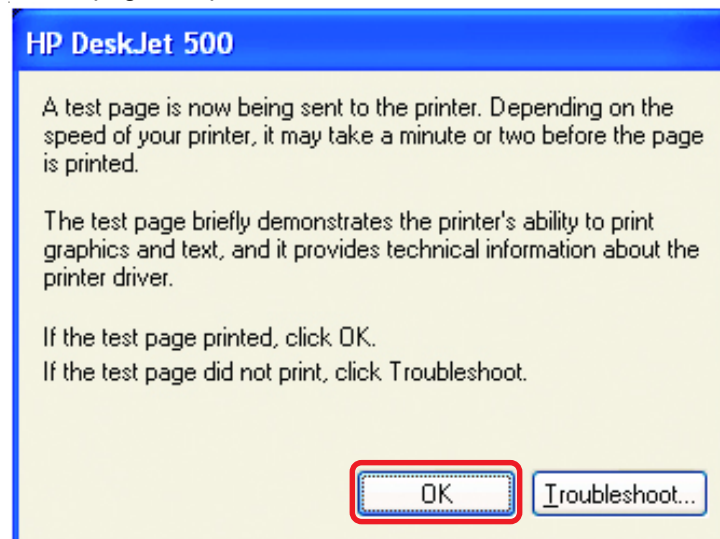 HP DeskJet 500
A test page is now being sent to the printer. Depending on the
speed of your printer, it may take a minute or two before the page
is printed.
The test page briefly demonstrates the printer's ability to print
graphics and text, and it provides technical information about the
printer driver.
If the test page printed, click OK.
If the test page did not print, click Troubleshoot.
OK
Troubleshoot...